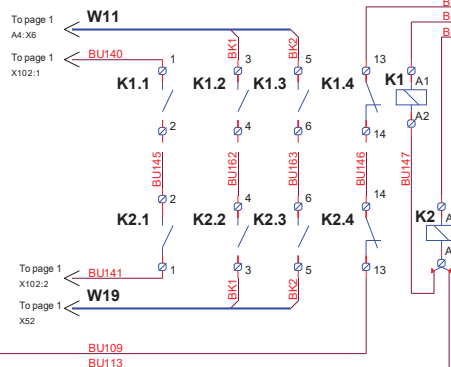 To page 1
A4:X6
W11
To page 1
X102:1
BU140
1
BK1
3
BK2
5
13
K1.1
K1.2
K1.3
K1.4
K1
A1
A2
2
4
6
14
BU145
BU162
BU163
BU146
BU147
2
4
6
14
K2.1
K2.2
K2.3
K2.4
K2
To page 1
X102:2
BU141
1
BK1
3
BK2
5
13
To page 1
X52
W19
BU109
BU113